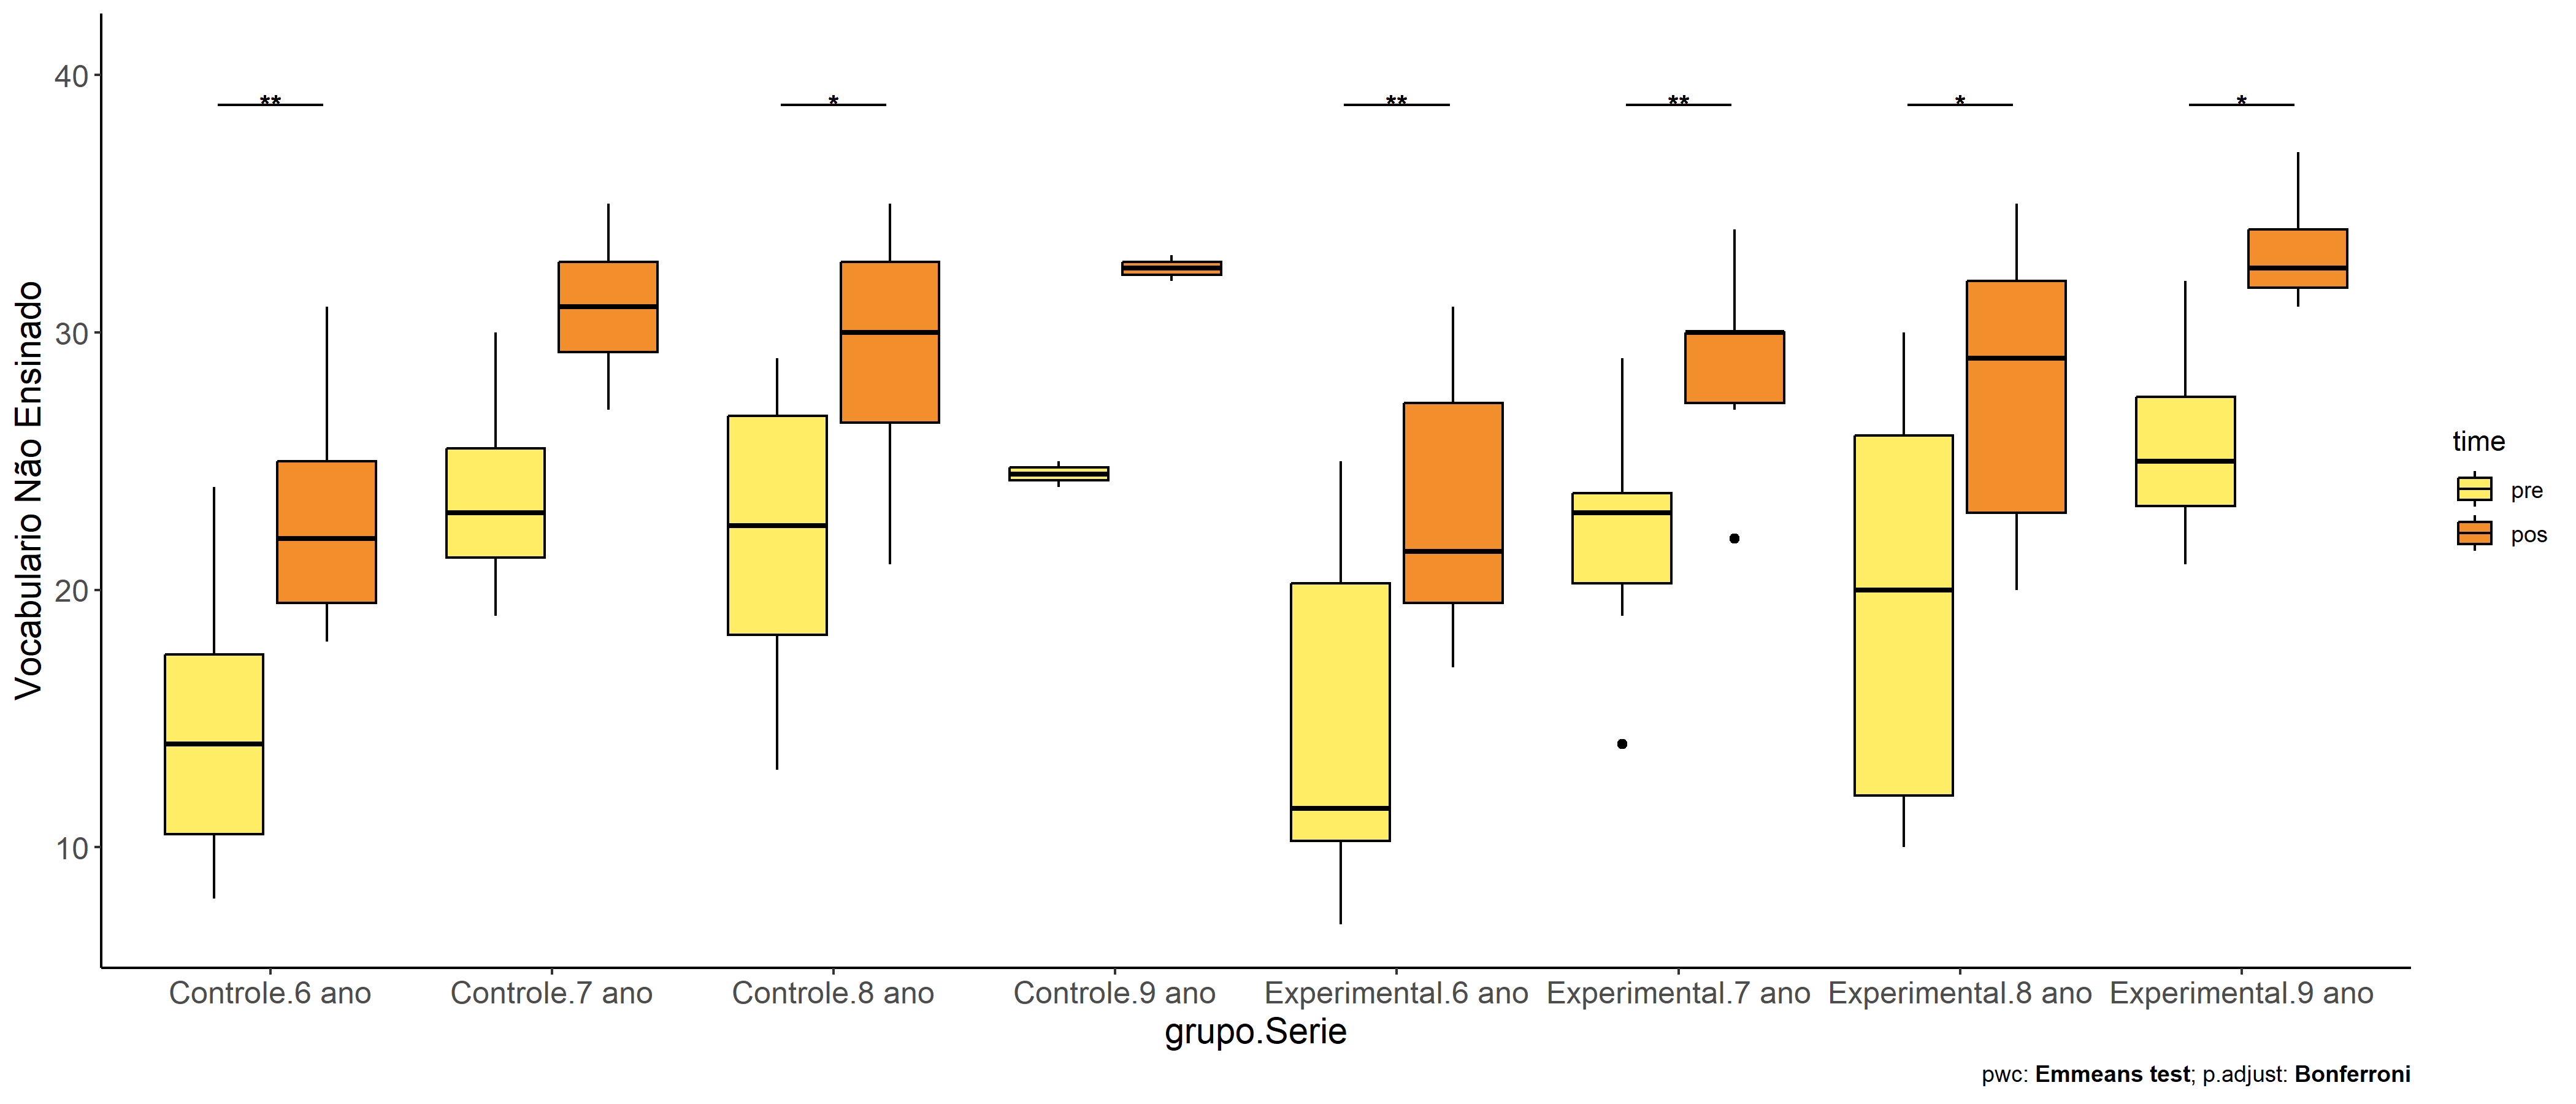 Vocabulario Não Ensinado
40
30
20
10
**
*
**
**
*
*
Controle.6 ano
Controle.7 ano
Controle.8 ano
Controle.9 ano
Experimental.6 ano
Experimental.7 ano
Experimental.8 ano
Experimental.9 ano
grupo.Serie
time
pre
pos
pwc: Emmeans test; p.adjust: Bonferroni